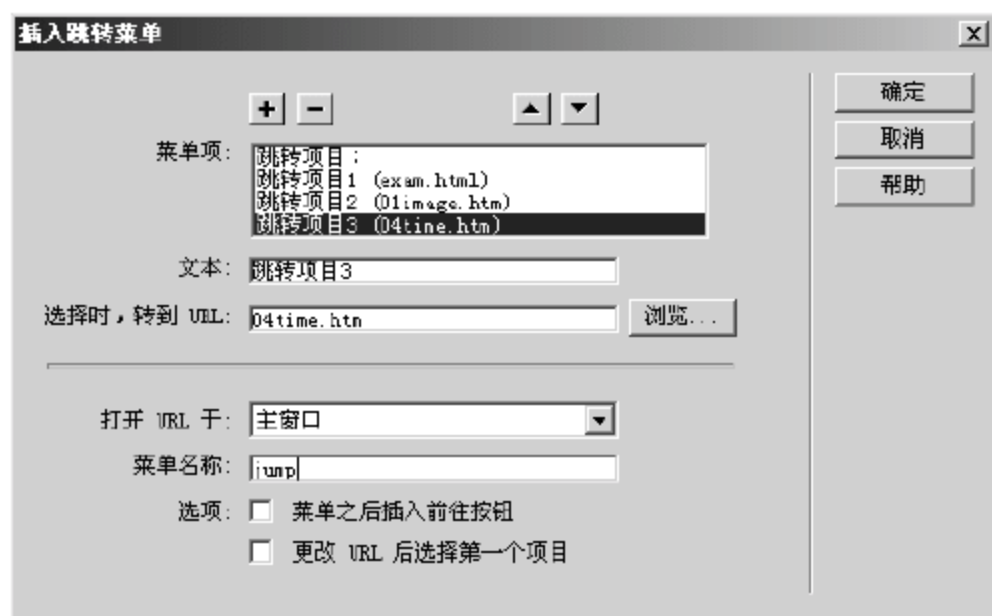 插入跳转菜单
确定
取消
帮助
菜单项:
跳转项目:
跳转项目1 (exam.html)
跳转项目2 (01image.htm)
跳转项目3 (04time.htm)
文本: 跳转项目3
选择时，转到 URL: 04time.htm 浏览...
打开 URL 于: 主窗口
菜单名称: jump
选项: 菜单之后插入前往按钮
更改 URL 后选择第一个项目